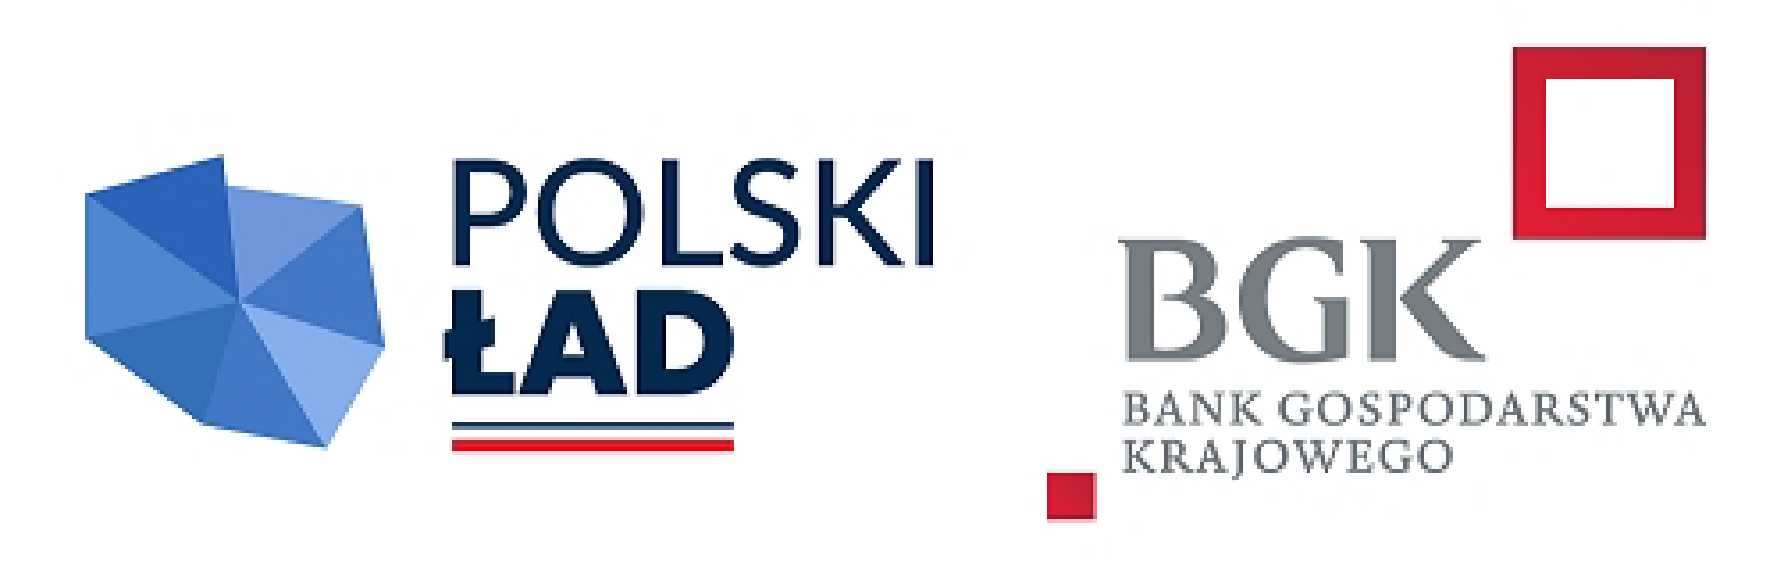 POLSKI
ŁAD
BGK
BANK GOSPODARSTWA
KRAJOWEGO